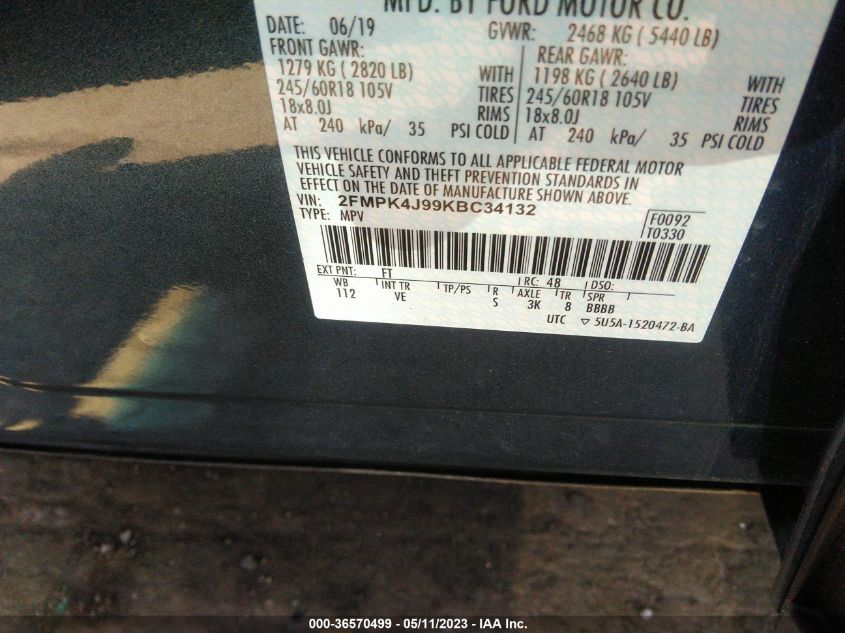 MFD. BY FORD MOTOR CO.
DATE: 06/19 GVWR: 2468 KG ( 5440 LB)
FRONT GAWR: REAR GAWR:
1279 KG ( 2820 LB) WITH 1198 KG ( 2640 LB) WITH
245/60R18 105V TIRES 245/60R18 105V TIRES
18x8.0J RIMS 18x8.0J RIMS
AT 240 kPa/ 35 PSI COLD AT 240 kPa/ 35 PSI COLD
THIS VEHICLE CONFORMS TO ALL APPLICABLE FEDERAL MOTOR
VEHICLE SAFETY AND THEFT PREVENTION STANDARDS IN
EFFECT ON THE DATE OF MANUFACTURE SHOWN ABOVE.
VIN: 2FMPK4J99KBC34132
TYPE: MPV
F0092
T0330
EXT PNT: FT RC: 48 DSO:
WB INT TR TP/PS R AXLE TR SPR
112 VE S 3K 8 BBBB
UTC ▽ 5U5A-1520472-BA
000-36570499 - 05/11/2023 - IAA Inc.